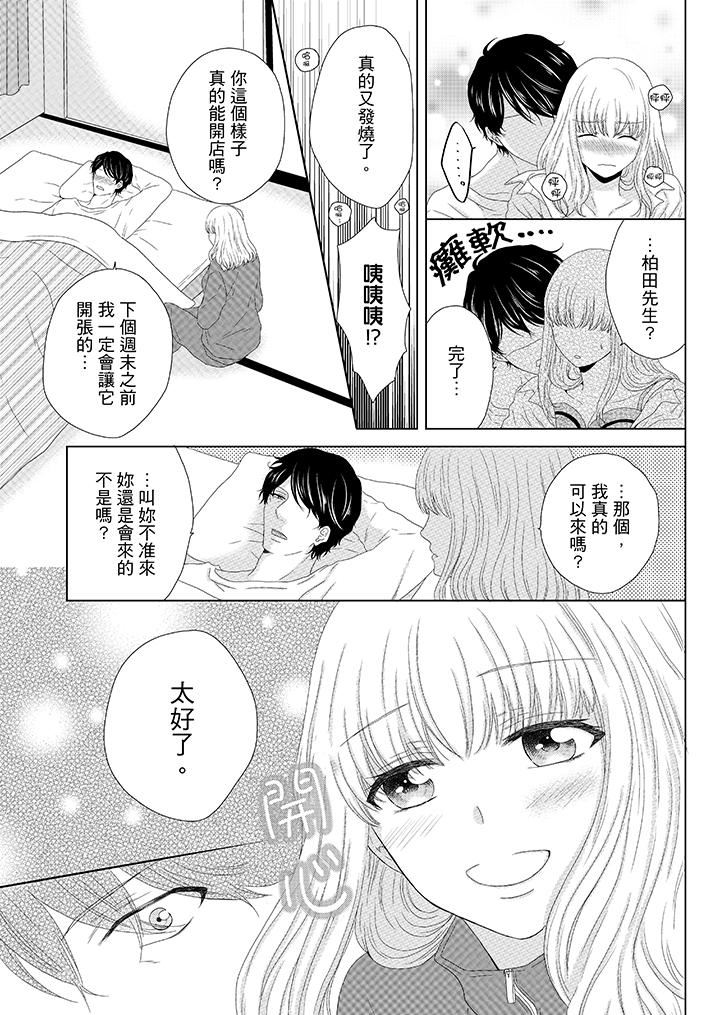 怦怦
怦怦
怦怦
……。
…柏田先生?
癱軟……
完了…
真的又發燒了。
咦咦咦!?
你這個樣子
真的能開店嗎?
下個週末之前
我一定會讓它
開張的…
…那個,
我真的
可以來嗎?
…叫妳不准來
妳還是會來的
不是嗎?
太好了。
開心